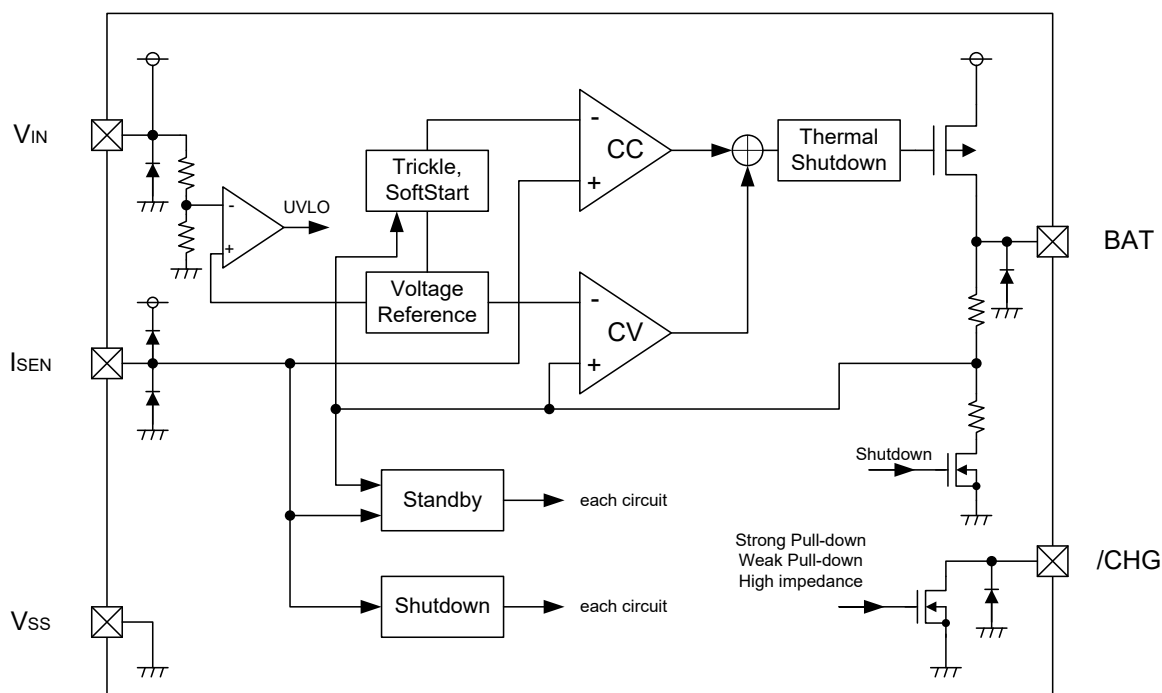 VIN
UVLO
-
+
Trickle,
SoftStart
Voltage
Reference
-
CC
+
-
CV
+
Thermal
Shutdown
BAT
ISEN
Shutdown
Standby
each circuit
Strong Pull-down
Weak Pull-down
High impedance
/CHG
Shutdown
each circuit
VSS